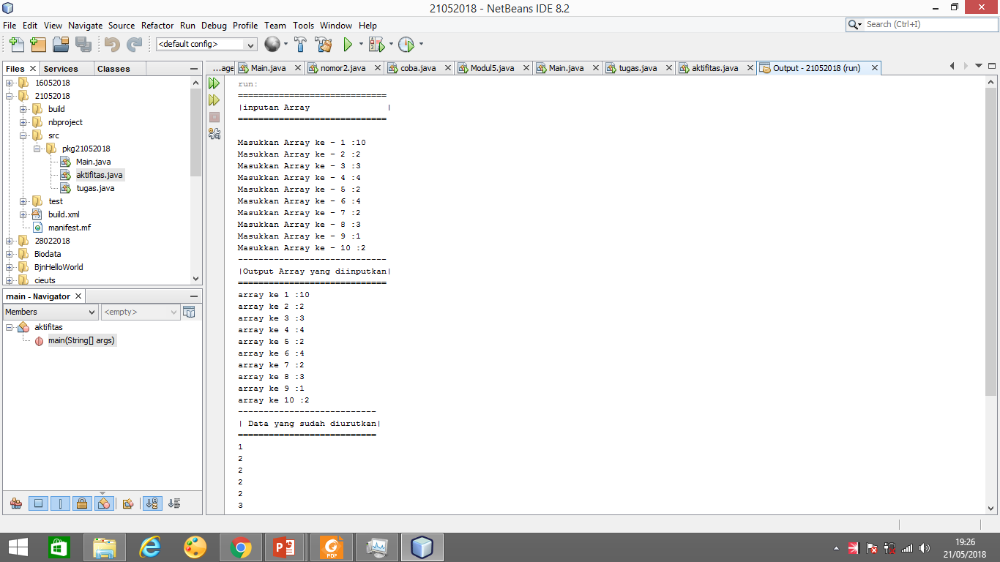 21052018 - NetBeans IDE 8.2
File Edit View Navigate Source Refactor Run Debug Profile Team Tools Window Help
Search (Ctrl+I)
<default config>
Files Services Classes
16052018
21052018
build
nbproject
src
pkg21052018
Main.java
aktifitas.java
tugas.java
test
build.xml
manifest.mf
28022018
Biodata
BjnHelloWorld
cieuts
main - Navigator
Members
<empty>
aktifitas
main(String[] args)
...age Main.java nomor2.java coba.java Modul5.java Main.java tugas.java aktifitas.java Output - 21052018 (run)
run:
=============================
|inputan Array |
=============================
Masukkan Array ke - 1 :10
Masukkan Array ke - 2 :2
Masukkan Array ke - 3 :3
Masukkan Array ke - 4 :4
Masukkan Array ke - 5 :2
Masukkan Array ke - 6 :4
Masukkan Array ke - 7 :2
Masukkan Array ke - 8 :3
Masukkan Array ke - 9 :1
Masukkan Array ke - 10 :2
-----------------------------
|Output Array yang diinputkan|
=============================
array ke 1 :10
array ke 2 :2
array ke 3 :3
array ke 4 :4
array ke 5 :2
array ke 6 :4
array ke 7 :2
array ke 8 :3
array ke 9 :1
array ke 10 :2
---------------------------
| Data yang sudah diurutkan|
===========================
1
2
2
2
2
3
19:26
21/05/2018